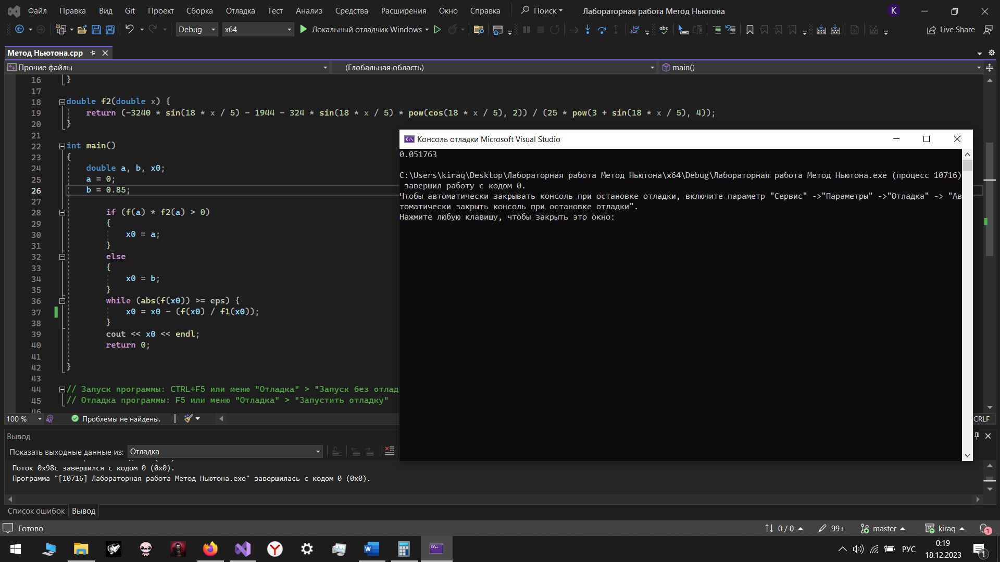 Файл Правка Вид Git Проект Сборка Отладка Тест Анализ Средства Расширения Окно Справка Поиск Лабораторная работа Метод Ньютона K
Debug x64 Локальный отладчик Windows abc Live Share
Метод Ньютона.cpp
Прочие файлы (Глобальная область) main()
16 }
17
18 double f2(double x) {
19 return (-3240 * sin(18 * x / 5) - 1944 - 324 * sin(18 * x / 5) * pow(cos(18 * x / 5), 2)) / (25 * pow(3 + sin(18 * x / 5), 4));
20 }
21
22 int main()
23 {
24 double a, b, x0;
25 a = 0;
26 b = 0.85;
27
28 if (f(a) * f2(a) > 0)
29 {
30 x0 = a;
31 }
32 else
33 {
34 x0 = b;
35 }
36 while (abs(f(x0)) >= eps) {
37 x0 = x0 - (f(x0) / f1(x0));
38 }
39 cout << x0 << endl;
40 return 0;
41
42 }
43
44 // Запуск программы: CTRL+F5 или меню "Отладка" > "Запуск без отлад
45 // Отладка программы: F5 или меню "Отладка" > "Запустить отладку"
46
Консоль отладки Microsoft Visual Studio
0.051763
C:\Users\kiraq\Desktop\Лабораторная работа Метод Ньютона\x64\Debug\Лабораторная работа Метод Ньютона.exe (процесс 10716)
завершил работу с кодом 0.
Чтобы автоматически закрывать консоль при остановке отладки, включите параметр "Сервис" ->"Параметры" ->"Отладка" -> "Ав
томатически закрыть консоль при остановке отладки".
Нажмите любую клавишу, чтобы закрыть это окно:
100 % Проблемы не найдены. CRLF
Вывод
Показать выходные данные из: Отладка
Поток 0x98c завершился с кодом 0 (0x0).
Программа "[10716] Лабораторная работа Метод Ньютона.exe" завершилась с кодом 0 (0x0).
Список ошибок Вывод
Готово 0 / 0 99+ master kiraq 1
РУС 0:19
18.12.2023 1